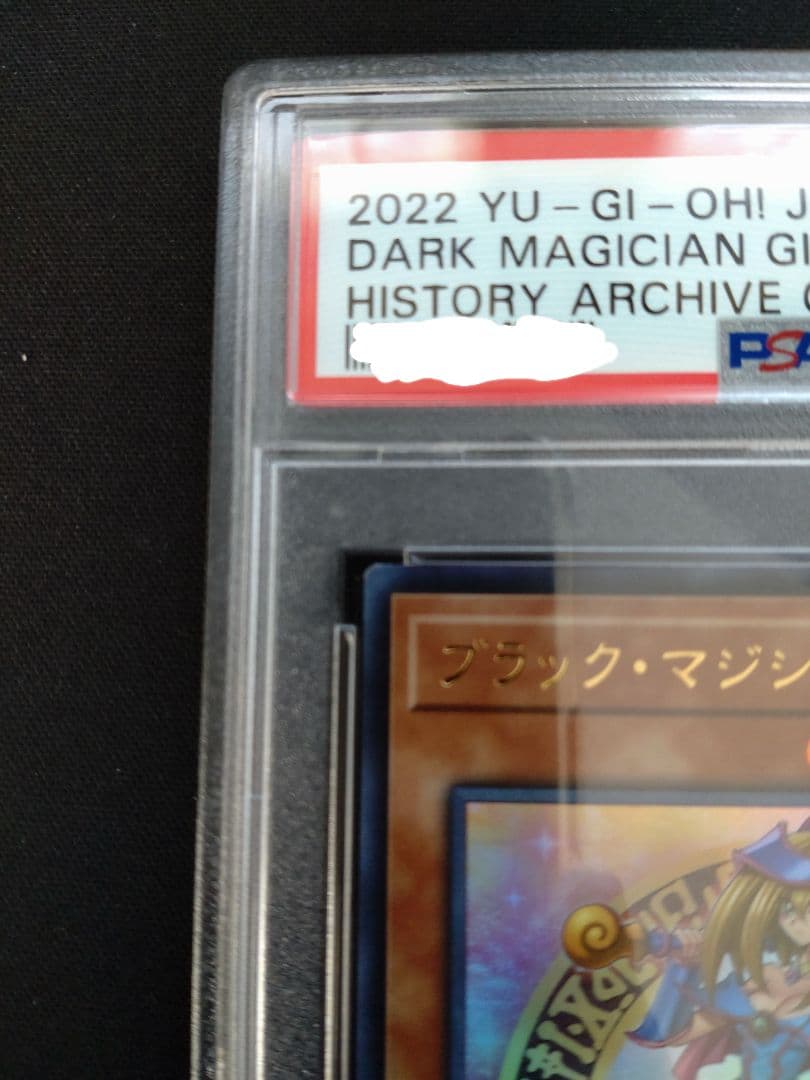 2022 YU-GI-OH! J
DARK MAGICIAN GI
HISTORY ARCHIVE
PSA
ブラック・マジシ